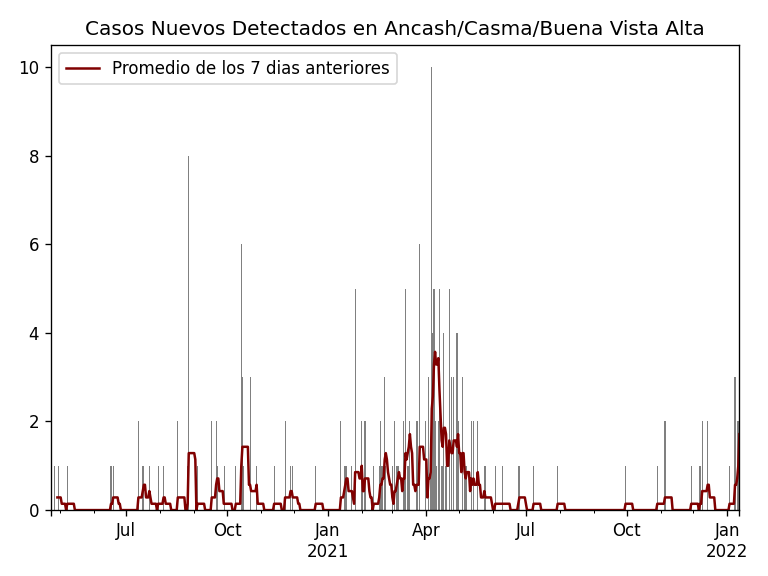 Casos Nuevos Detectados en Ancash/Casma/Buena Vista Alta
Promedio de los 7 dias anteriores
10
8
6
4
2
0
Jul
Oct
Jan
2021
Apr
Jul
Oct
Jan
2022